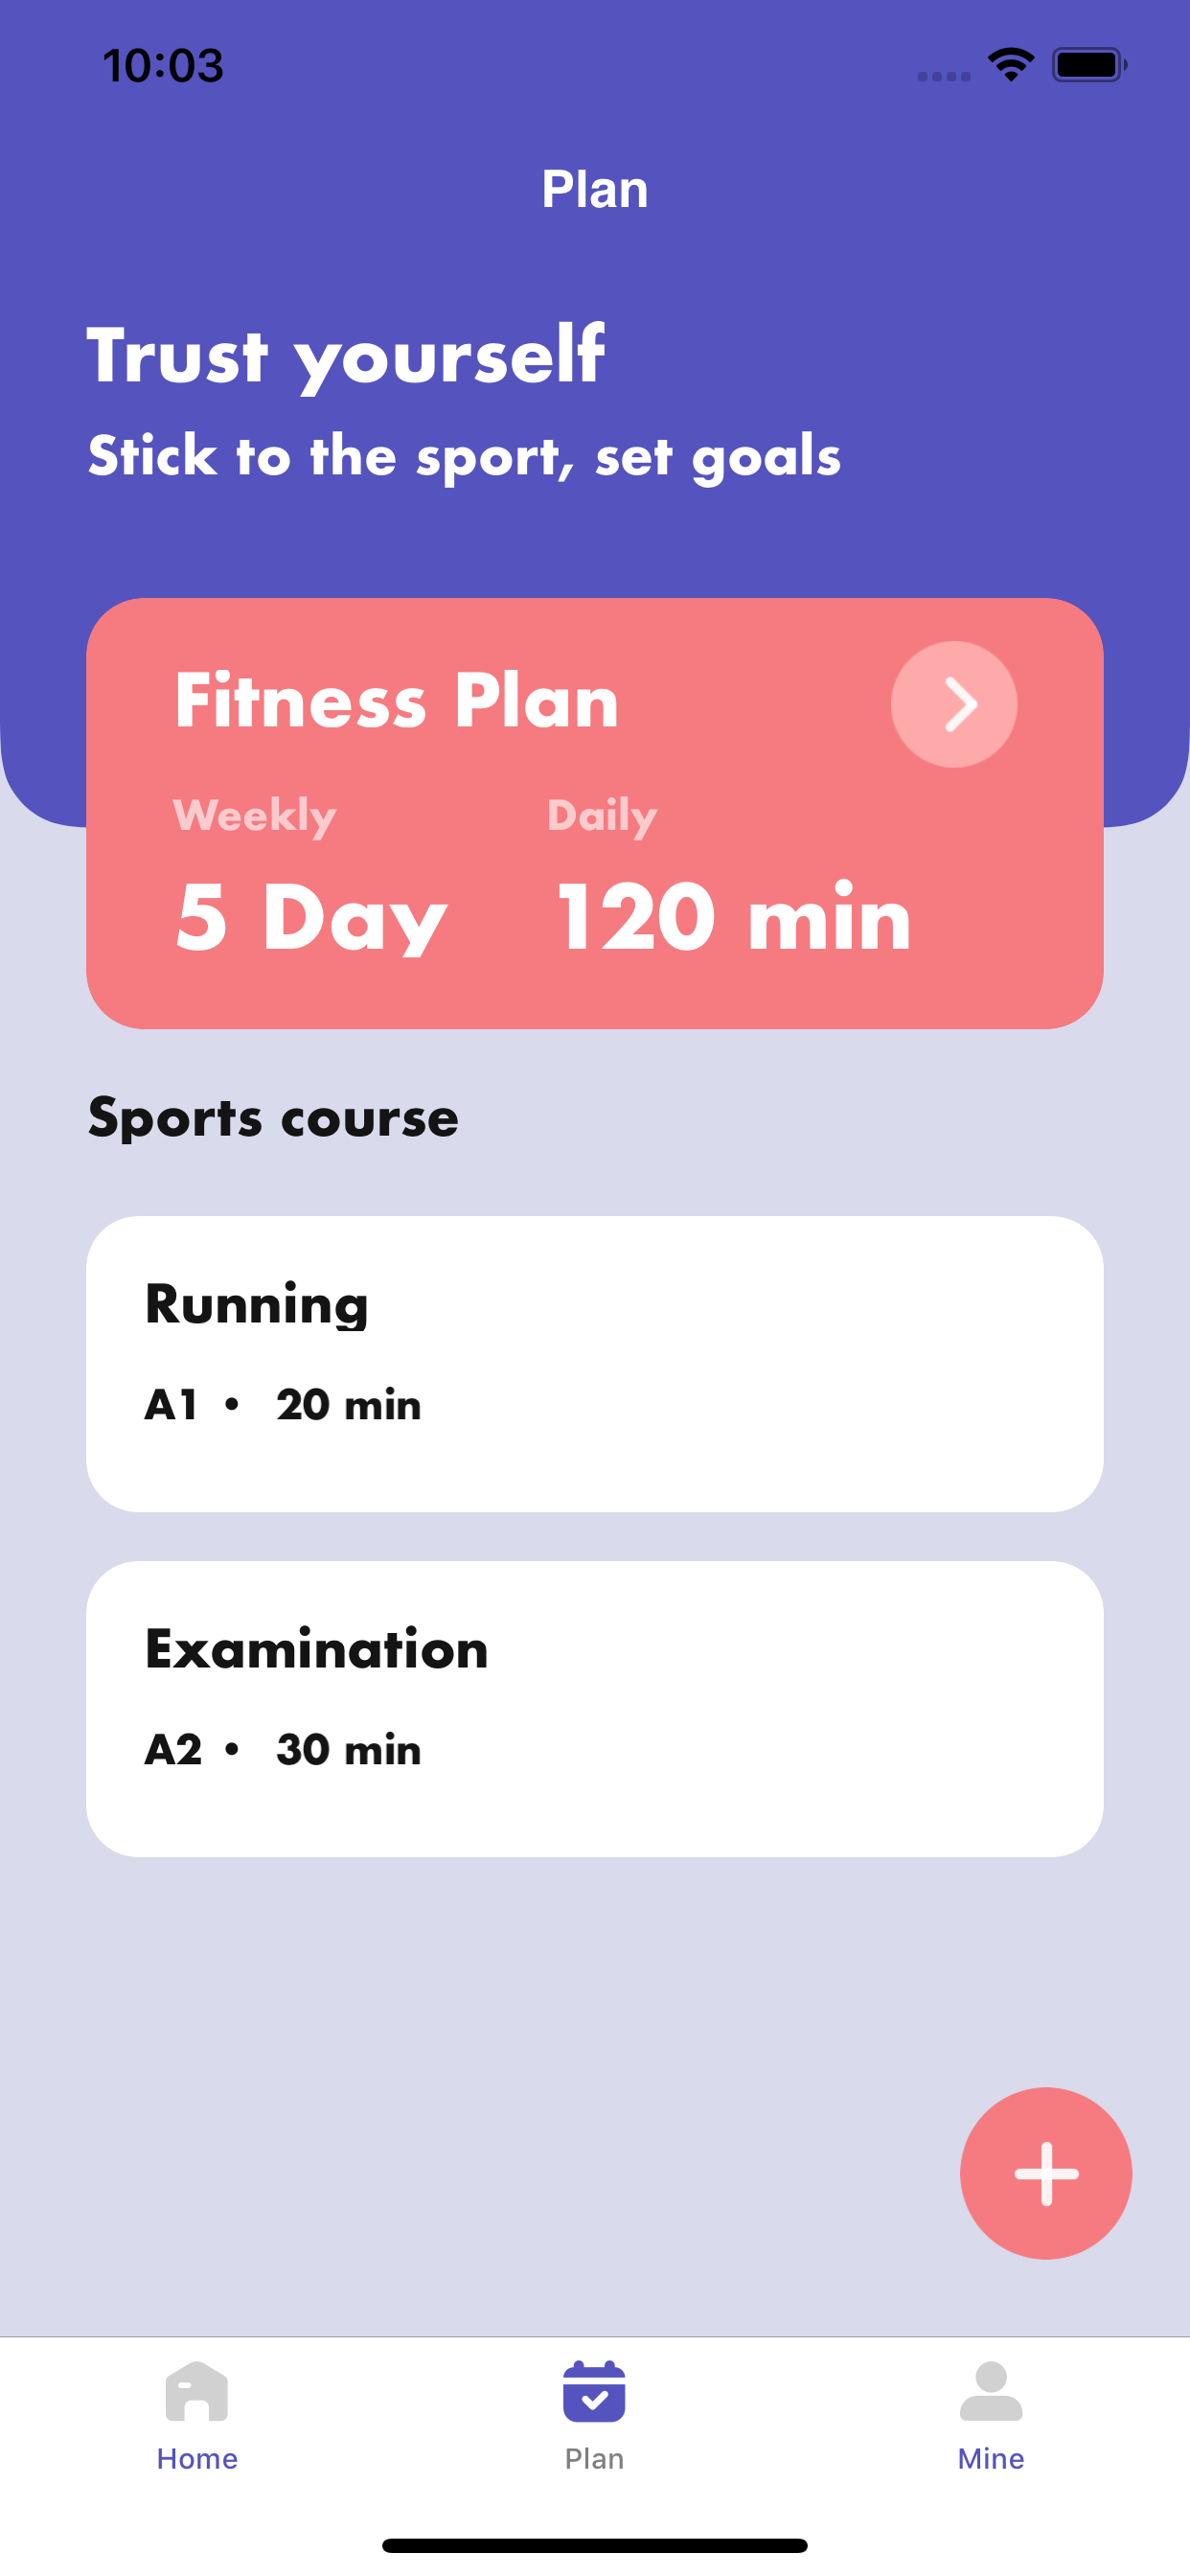 10:03
Plan
Trust yourself
Stick to the sport, set goals
Fitness Plan
Weekly Daily
5 Day 120 min
Sports course
Running
A1 • 20 min
Examination
A2 • 30 min
Home Plan Mine